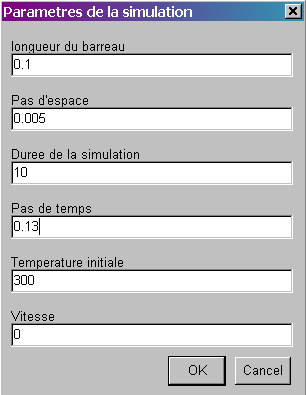 Parametres de la simulation
longueur du barreau
0.1
Pas d'espace
0.005
Duree de la simulation
10
Pas de temps
0.13
Temperature initiale
300
Vitesse
0
OK Cancel